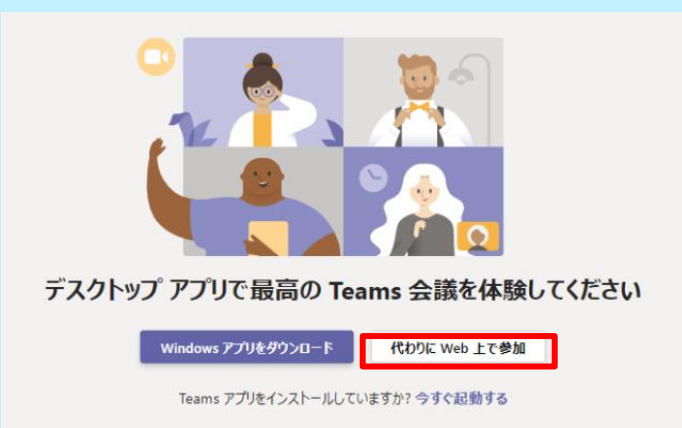 デスクトップ アプリで最高の Teams 会議を体験してください
Windows アプリをダウンロード
代わりに Web 上で参加
Teams アプリをインストールしていますか? 今すぐ起動する